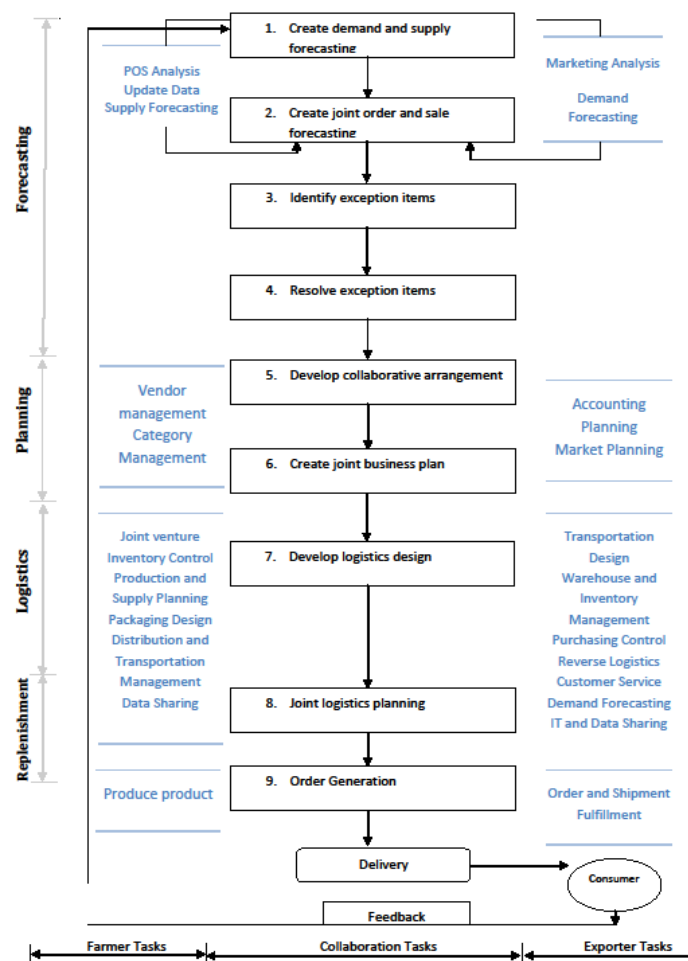 1. Create demand and supply
forecasting
POS Analysis
Update Data
Supply Forecasting
Marketing Analysis
Demand
Forecasting
2. Create joint order and sale
forecasting
Forecasting
3. Identify exception items
4. Resolve exception items
Planning
5. Develop collaborative arrangement
Vendor
management
Category
Management
Accounting
Planning
Market Planning
6. Create joint business plan
Logistics
Joint venture
Inventory Control
Production and
Supply Planning
Packaging Design
Distribution and
Transportation
Management
Data Sharing
7. Develop logistics design
Transportation
Design
Warehouse and
Inventory
Management
Purchasing Control
Reverse Logistics
Customer Service
Demand Forecasting
IT and Data Sharing
Replenishment
8. Joint logistics planning
9. Order Generation
Produce product
Order and Shipment
Fulfillment
Delivery
Consumer
Feedback
Farmer Tasks
Collaboration Tasks
Exporter Tasks